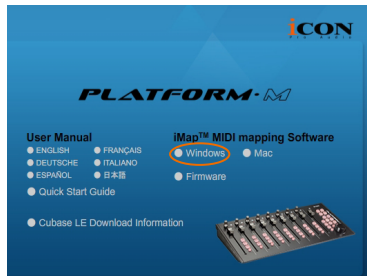 icon
PRO AUDIO
PLATFORM·M
User Manual
ENGLISH
FRANÇAIS
DEUTSCHE
ITALIANO
ESPAÑOL
日本語
Quick Start
Guide
Cubase LE Download Information
iMap™ MIDI mapping Software
Windows
Mac
Firmware